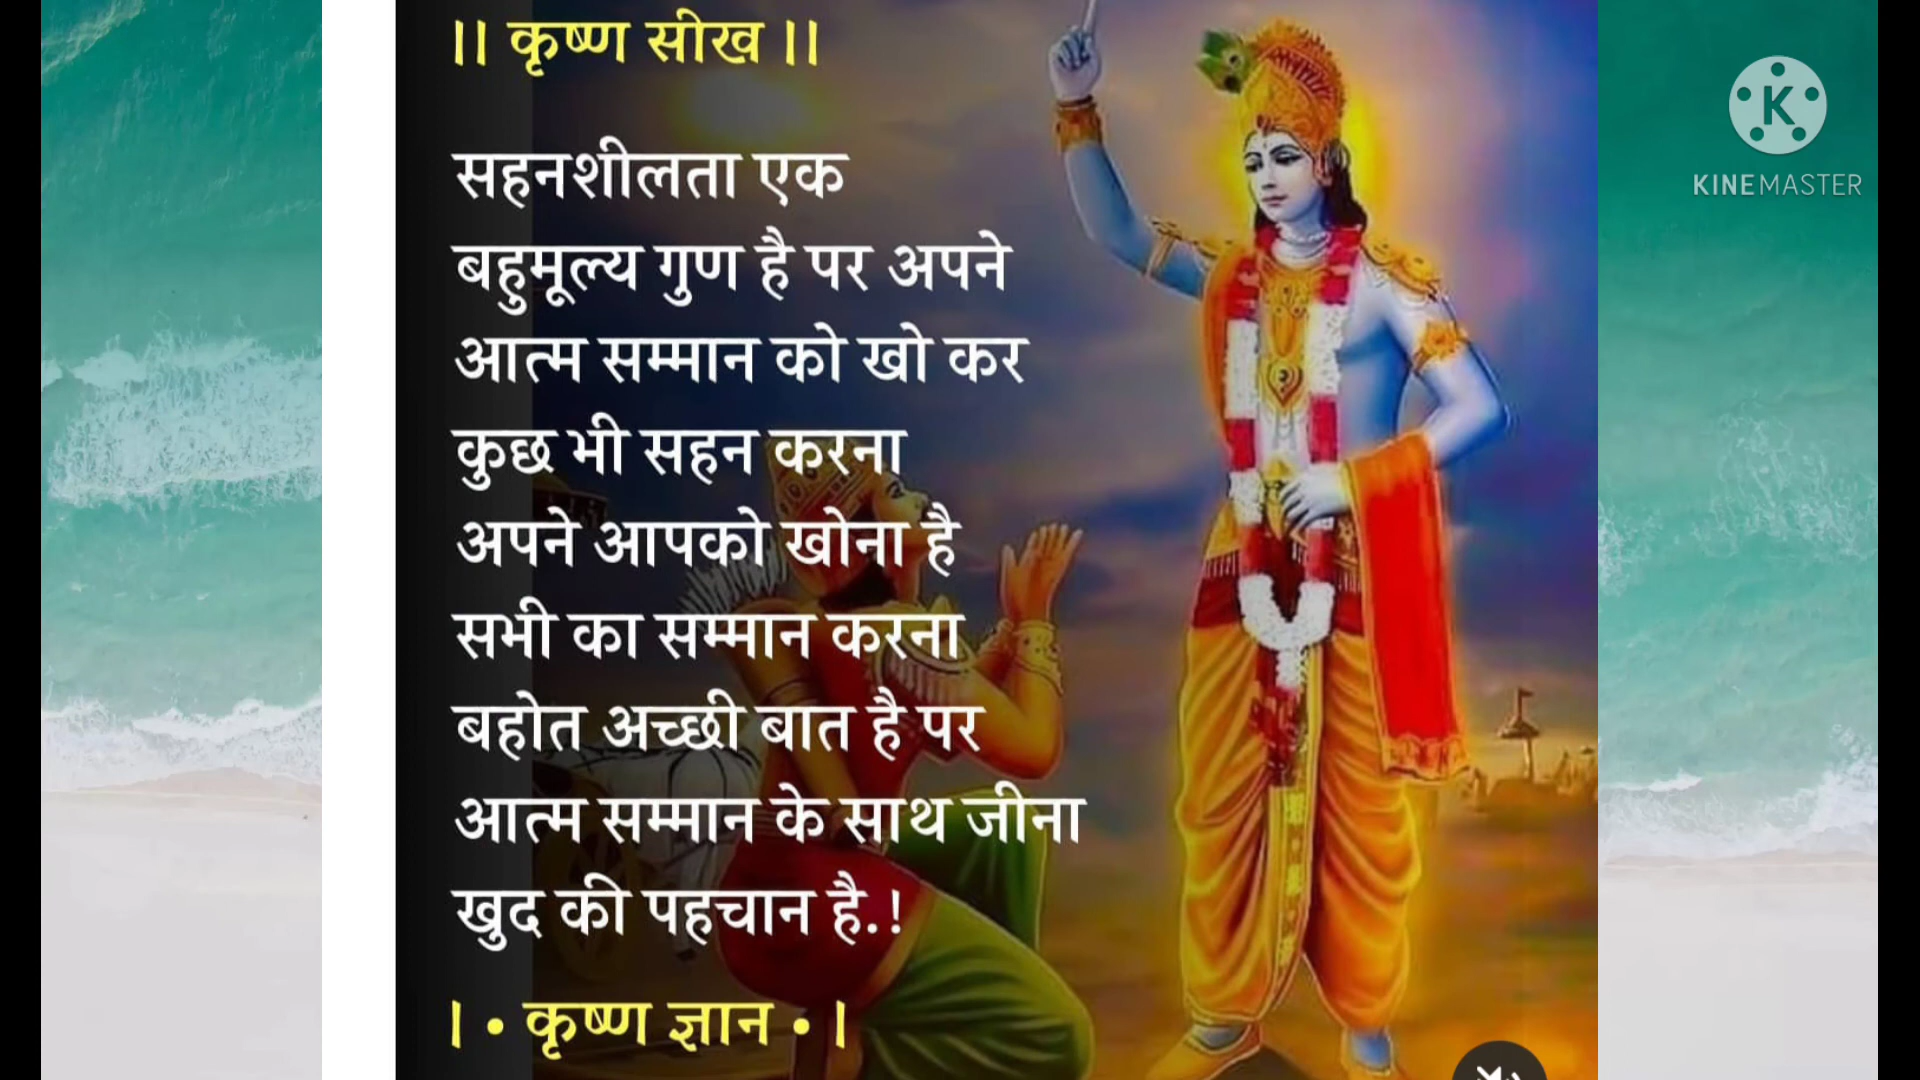 ।। कृष्ण सीख ।।
सहनशीलता एक
बहुमूल्य गुण है पर अपने
आत्म सम्मान को खो कर
कुछ भी सहन करना
अपने आपको खोना है
सभी का सम्मान करना
बहोत अच्छी बात है पर
आत्म सम्मान के साथ जीना
खुद की पहचान है.!
। • कृष्ण ज्ञान • ।
K
KINEMASTER